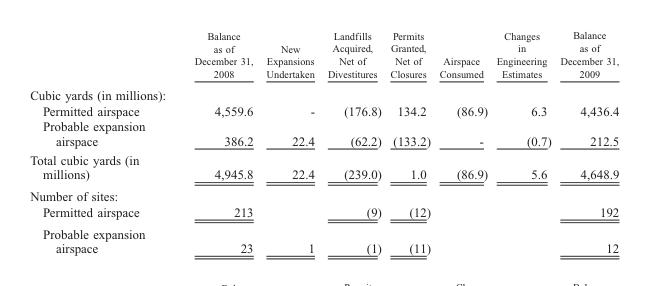 Balance as of December 31, 2008 | New Expansions Undertaken | Landfills Acquired, Net of Divestitures | Permits Granted, Net of Closures | Airspace Consumed | Changes in Engineering Estimates | Balance as of December 31, 2009
Cubic yards (in millions):
Permitted airspace 4,559.6 - (176.8) 134.2 (86.9) 6.3 4,436.4
Probable expansion
airspace 386.2 22.4 (62.2) (133.2) - (0.7) 212.5
Total cubic yards (in
millions) 4,945.8 22.4 (239.0) 1.0 (86.9) 5.6 4,648.9
Number of sites:
Permitted airspace 213 (9) (12) 192
Probable expansion
airspace 23 1 (1) (11) 12